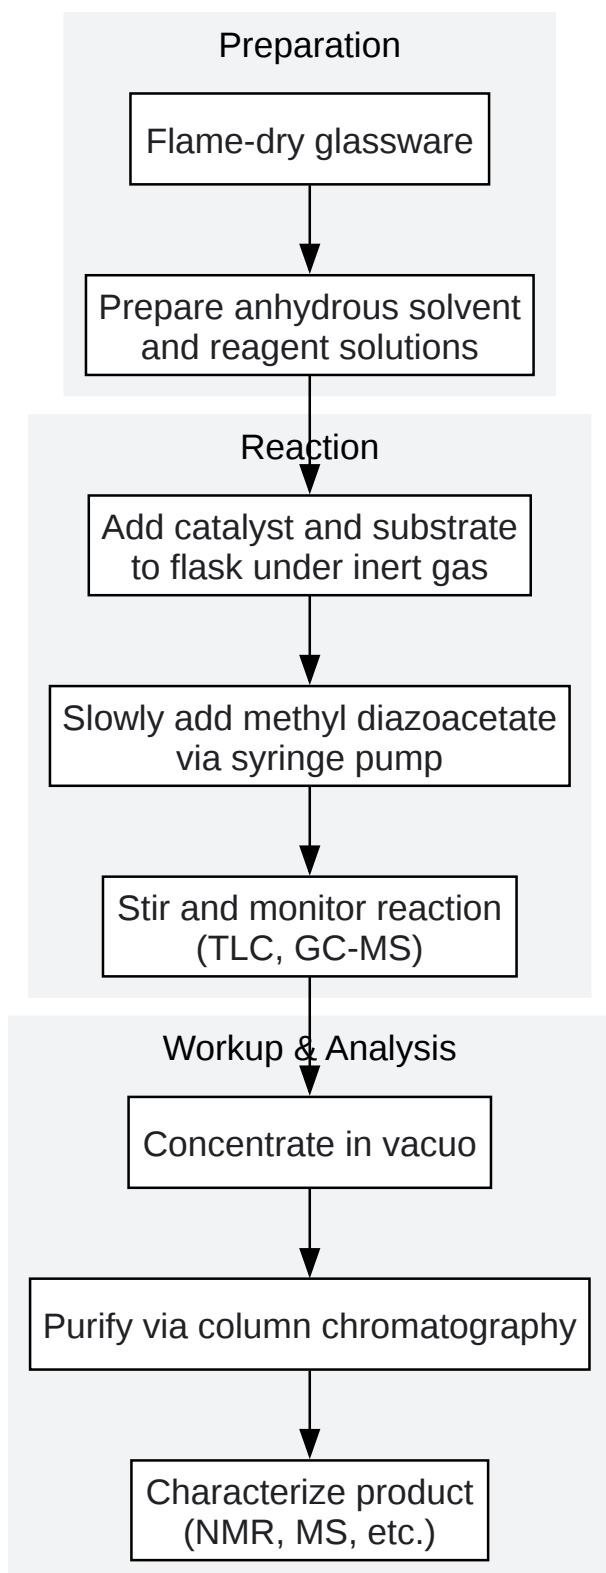 Preparation
Flame-dry glassware
Prepare anhydrous solvent
and reagent solutions
Reaction
Add catalyst and substrate
to flask under inert gas
Slowly add methyl diazoacetate
via syringe pump
Stir and monitor reaction
(TLC, GC-MS)
Workup & Analysis
Concentrate in vacuo
Purify via column chromatography
Characterize product
(NMR, MS, etc.)